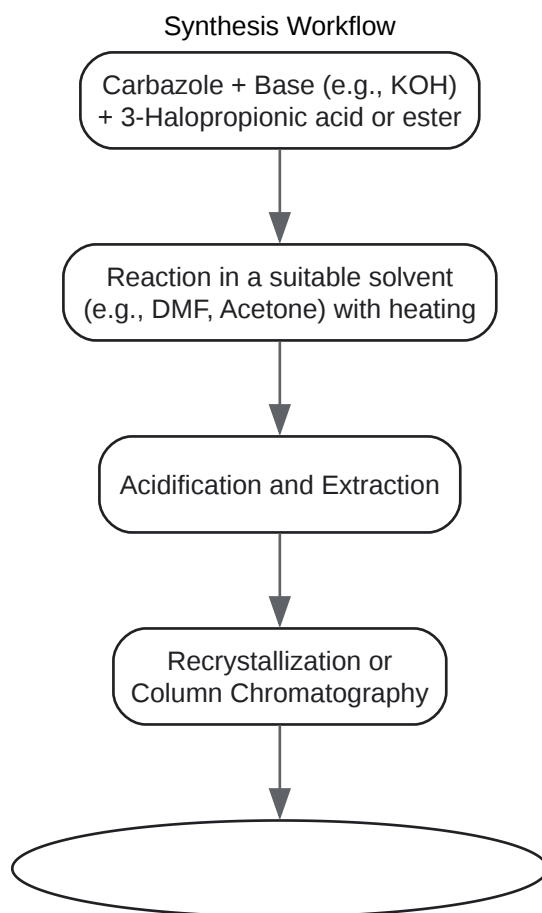 Synthesis Workflow
Carbazole + Base (e.g., KOH)
+ 3-Halopropionic acid or ester
Reaction in a suitable solvent
(e.g., DMF, Acetone) with heating
Acidification and Extraction
Recrystallization or
Column Chromatography